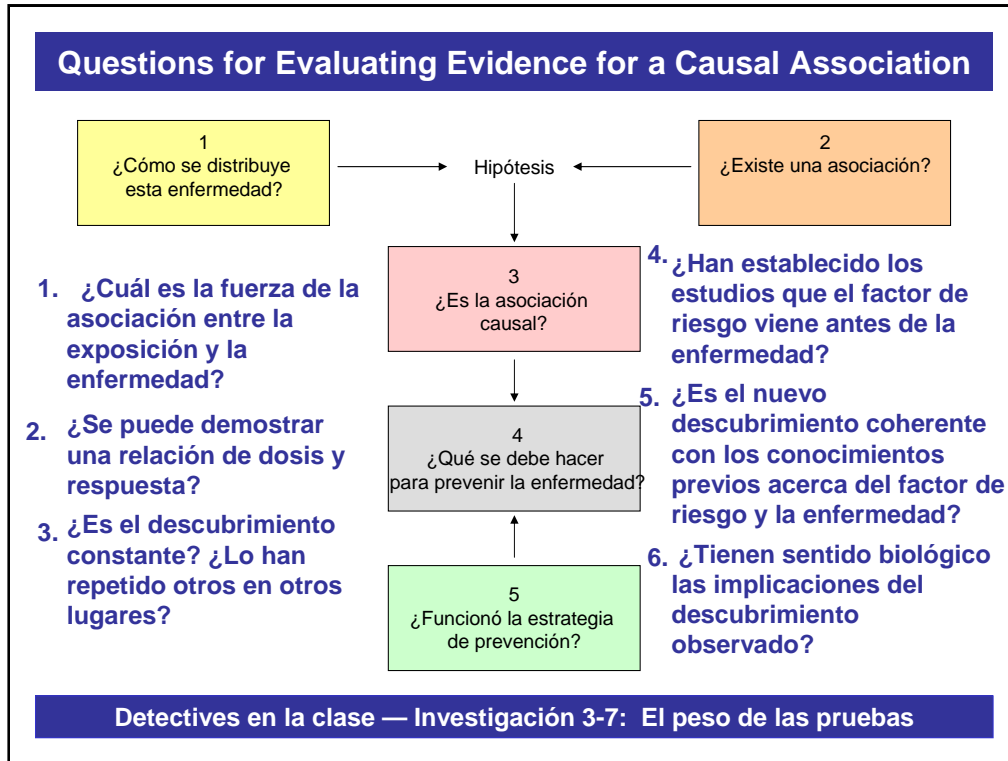 Questions for Evaluating Evidence for a Causal Association
1
¿Cómo se distribuye
esta enfermedad?
Hipótesis
2
¿Existe una asociación?
3
¿Es la asociación
causal?
4
¿Qué se debe hacer
para prevenir la enfermedad?
5
¿Funcionó la estrategia
de prevención?
1. ¿Cuál es la fuerza de la
asociación entre la
exposición y la
enfermedad?
2. ¿Se puede demostrar
una relación de dosis y
respuesta?
3. ¿Es el descubrimiento
constante? ¿Lo han
repetido otros en otros
lugares?
4. ¿Han establecido los
estudios que el factor de
riesgo viene antes de la
enfermedad?
5. ¿Es el nuevo
descubrimiento coherente
con los conocimientos
previos acerca del factor de
riesgo y la enfermedad?
6. ¿Tienen sentido biológico
las implicaciones del
descubrimiento
observado?
Detectives en la clase — Investigación 3-7: El peso de las pruebas